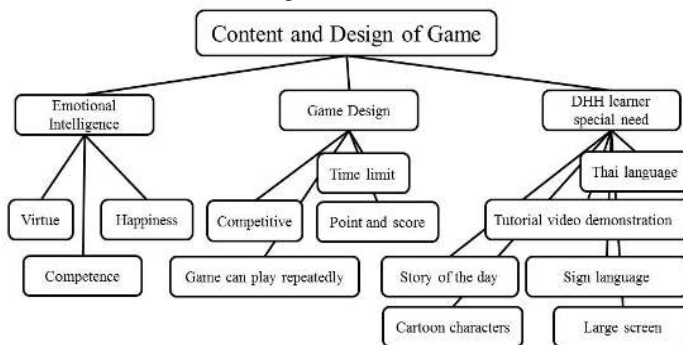 Content and Design of Game
Emotional
Intelligence
Game Design
DHH learner
special need
Time limit
Thai language
Virtue
Happiness
Competitive
Point and score
Tutorial video demonstration
Competence
Game can play repeatedly
Story of the day
Sign language
Cartoon characters
Large screen